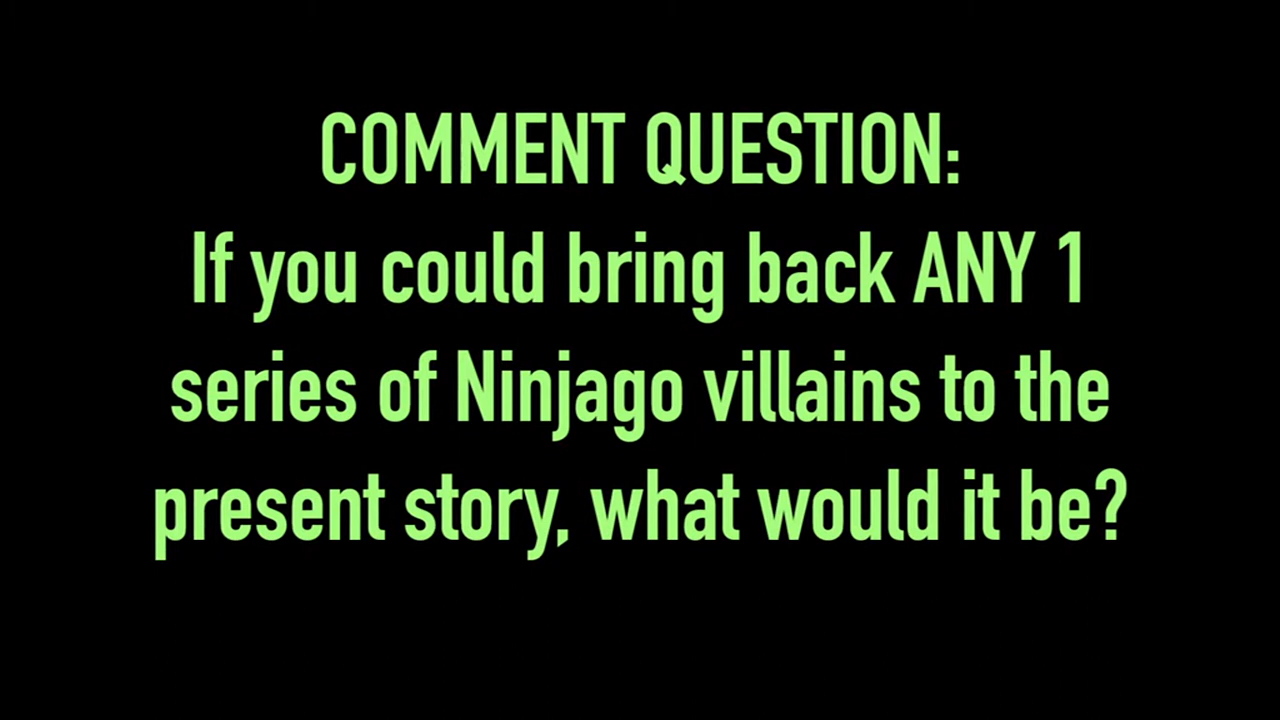 COMMENT QUESTION:
If you could bring back ANY 1
series of Ninjago villains to the
present story, what would it be?